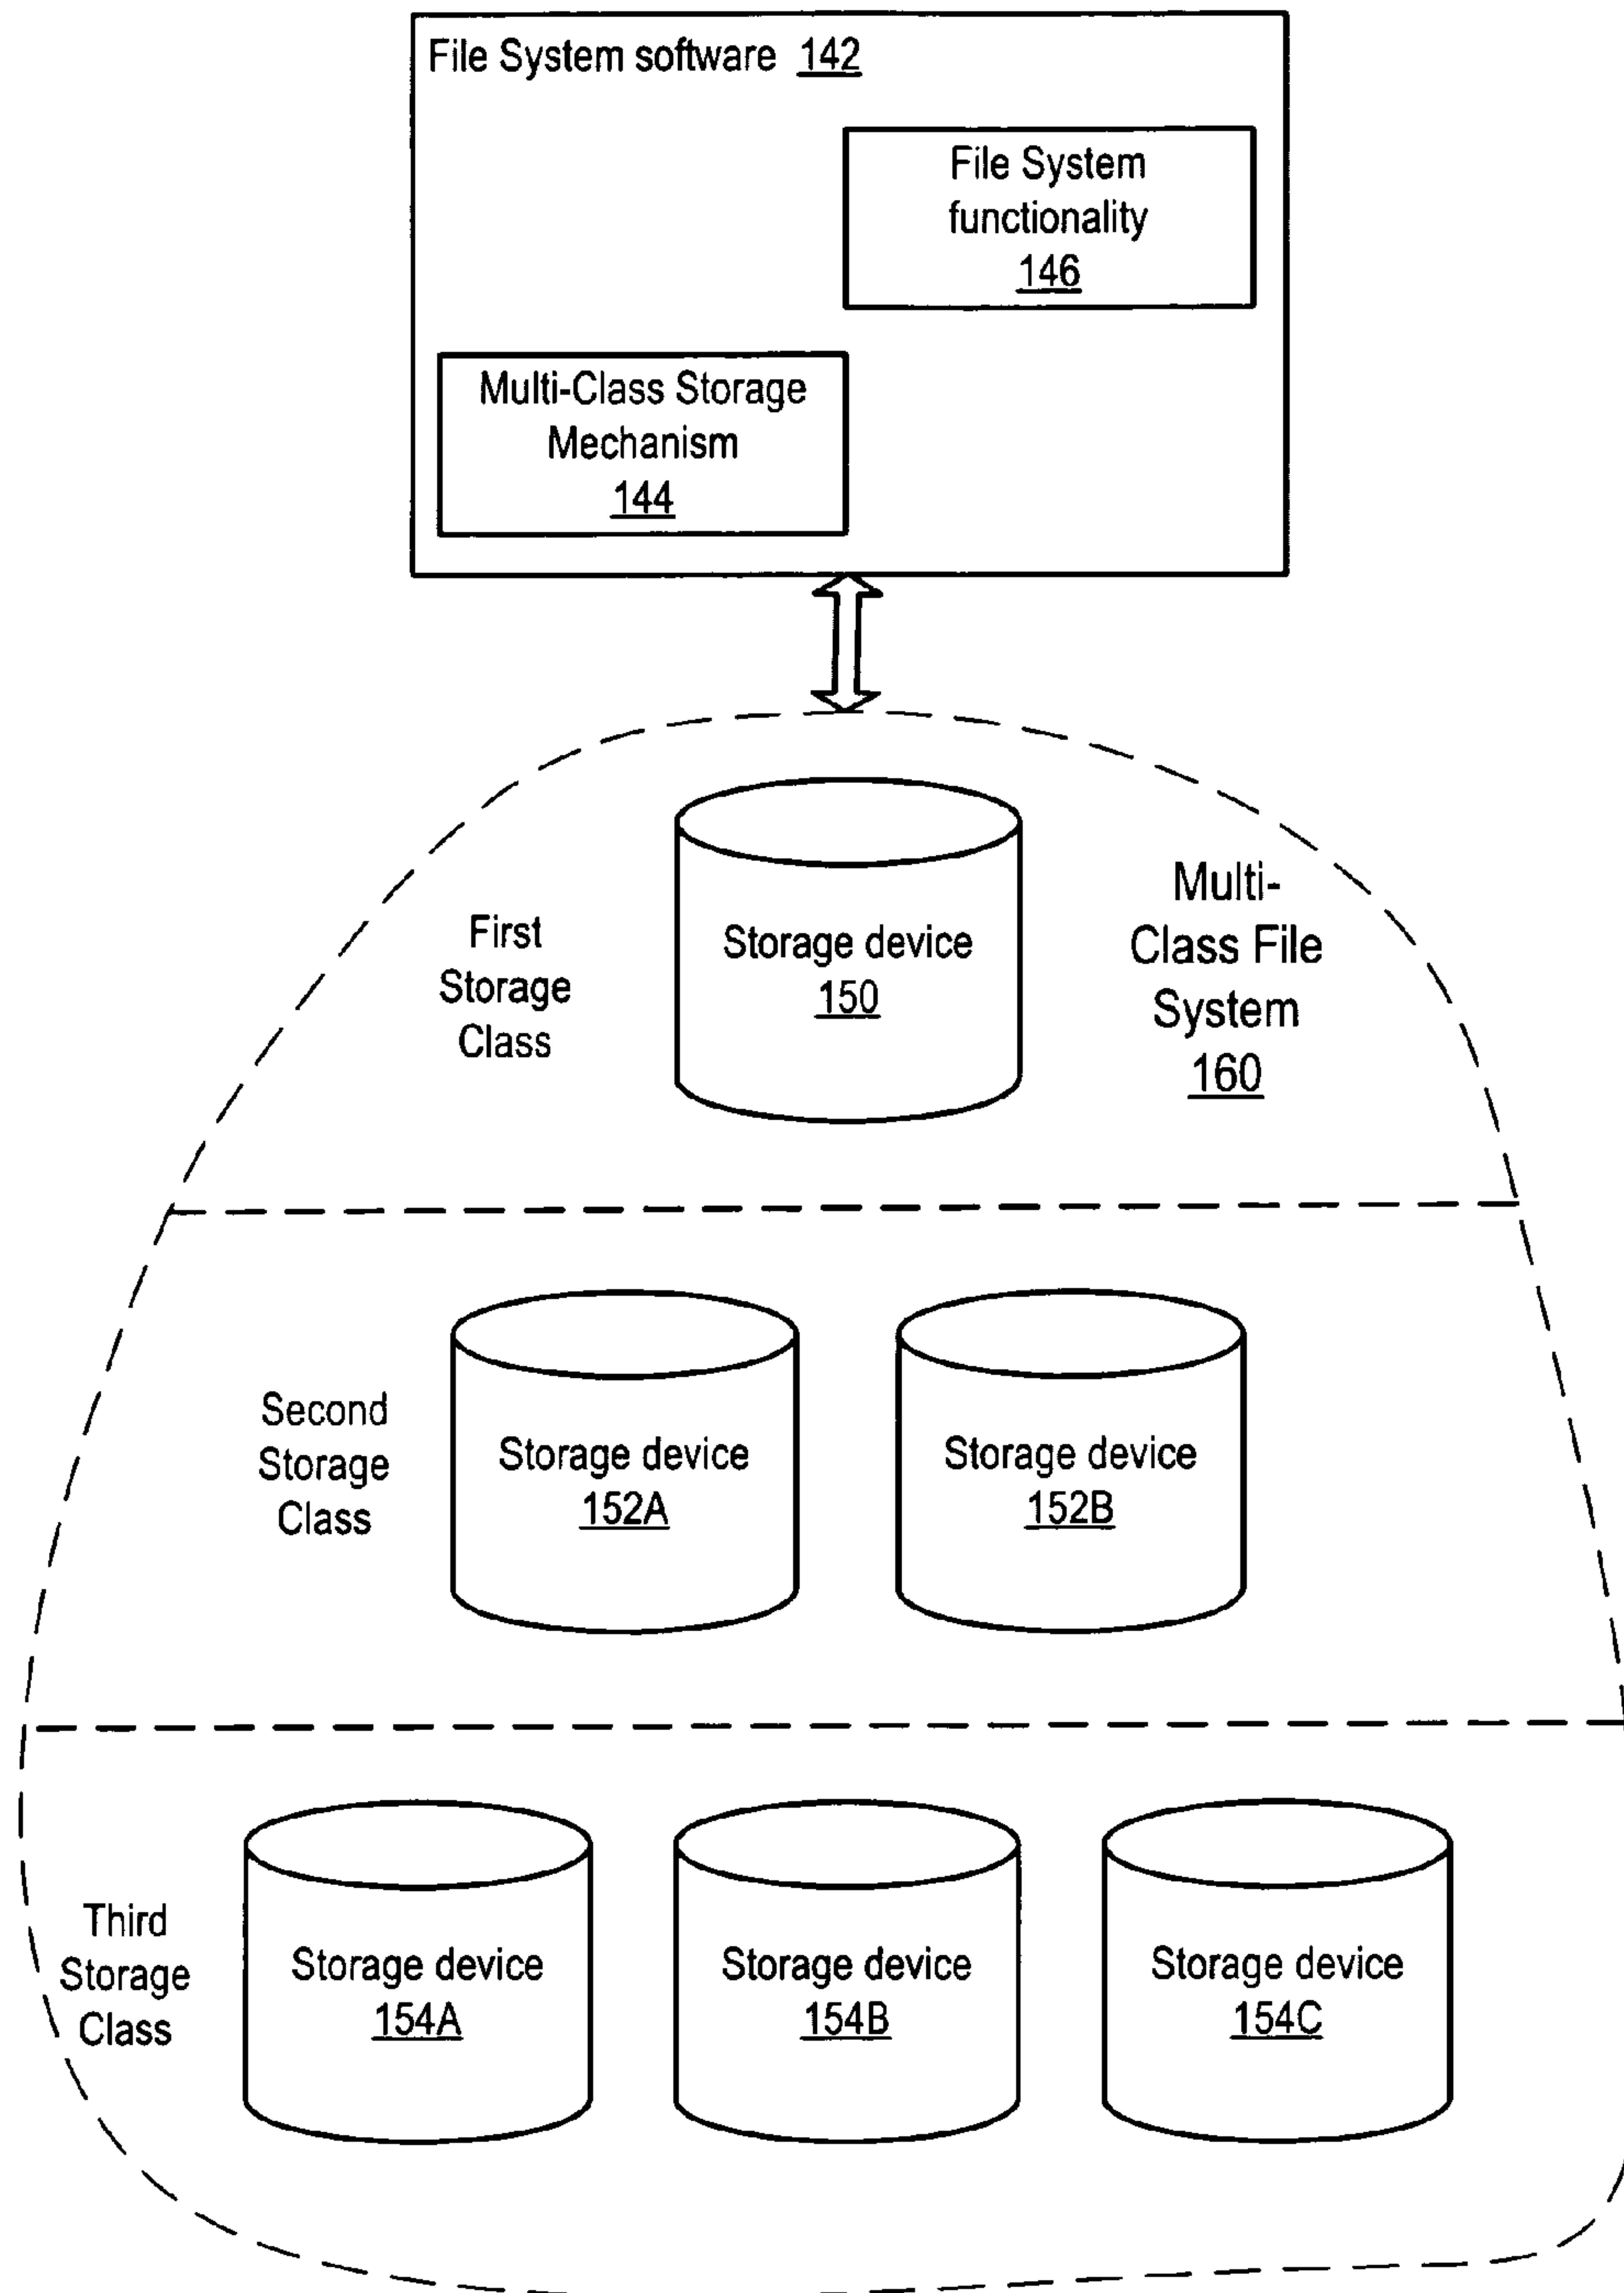 File System software 142
File System
functionality
146
Multi-Class Storage
Mechanism
144
First
Storage
Class
Storage device
150
Multi-
Class File
System
160
Second
Storage
Class
Storage device
152A
Storage device
152B
Third
Storage
Class
Storage device
154A
Storage device
154B
Storage device
154C